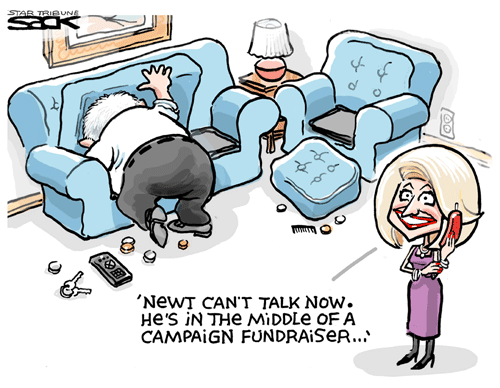 STAR TRIBUNE
SACK
'NEWT CAN'T TALK NOW.
HE'S IN THE MIDDLE OF A
CAMPAIGN FUNDRAISER...'